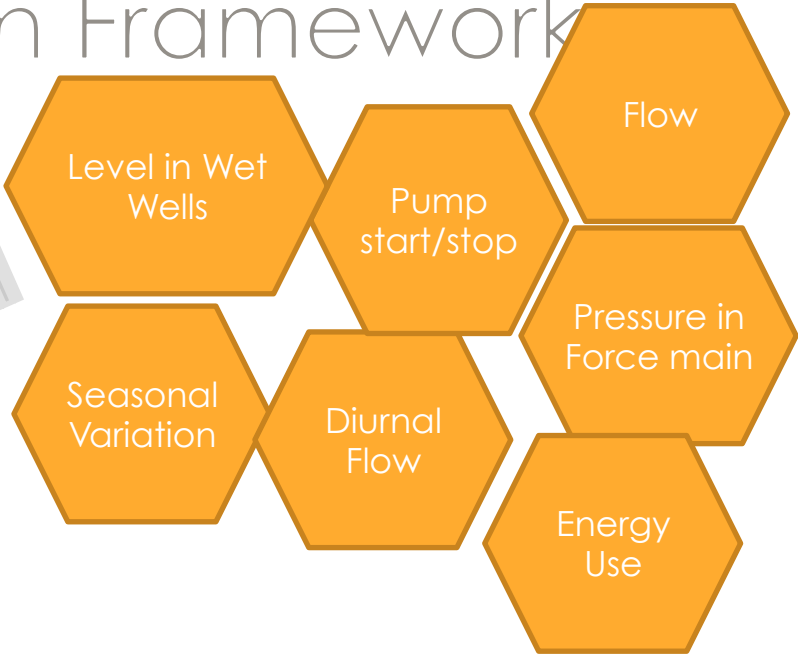 n Framework
Flow
Level in Wet
Wells
Pump
start/stop
Pressure in
Force main
Seasonal
Variation
Diurnal
Flow
Energy
Use